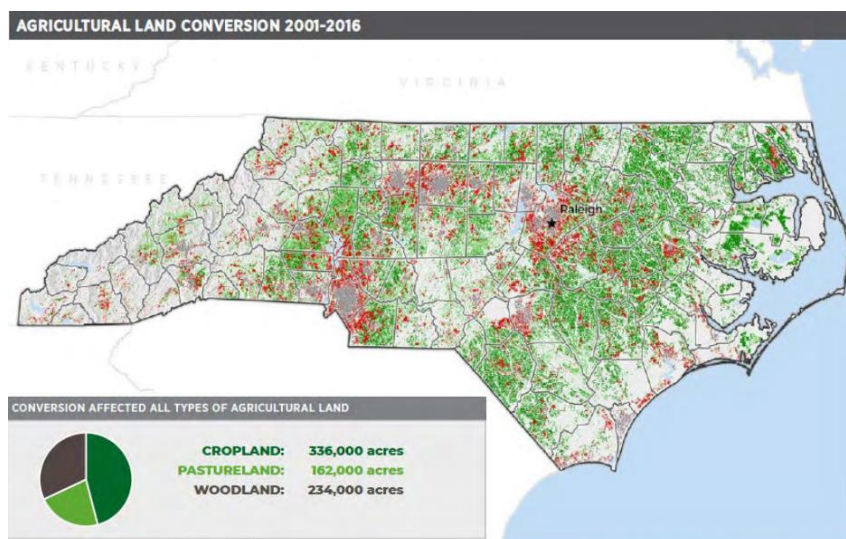 AGRICULTURAL LAND CONVERSION 2001-2016
KENTUCKY
VIRGINIA
TENNESSEE
Raleigh
CONVERSION AFFECTED ALL TYPES OF AGRICULTURAL LAND
CROPLAND: 336,000 acres
PASTURELAND: 162,000 acres
WOODLAND: 234,000 acres